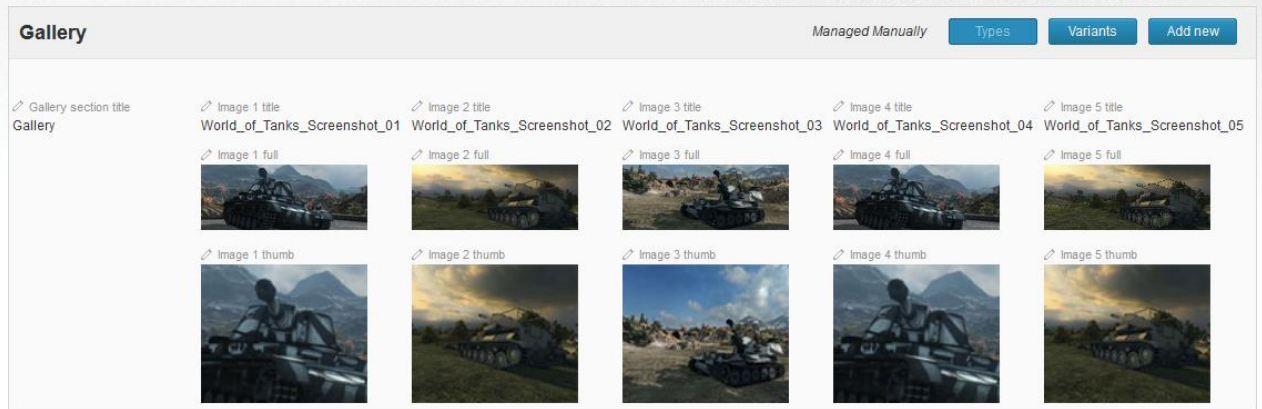 Gallery
Managed Manually Types Variants Add new
Gallery section title Image 1 title Image 2 title Image 3 title Image 4 title Image 5 title
Gallery World_of_Tanks_Screenshot_01 World_of_Tanks_Screenshot_02 World_of_Tanks_Screenshot_03 World_of_Tanks_Screenshot_04 World_of_Tanks_Screenshot_05
Image 1 full Image 2 full Image 3 full Image 4 full Image 5 full
Image 1 thumb Image 2 thumb Image 3 thumb Image 4 thumb Image 5 thumb